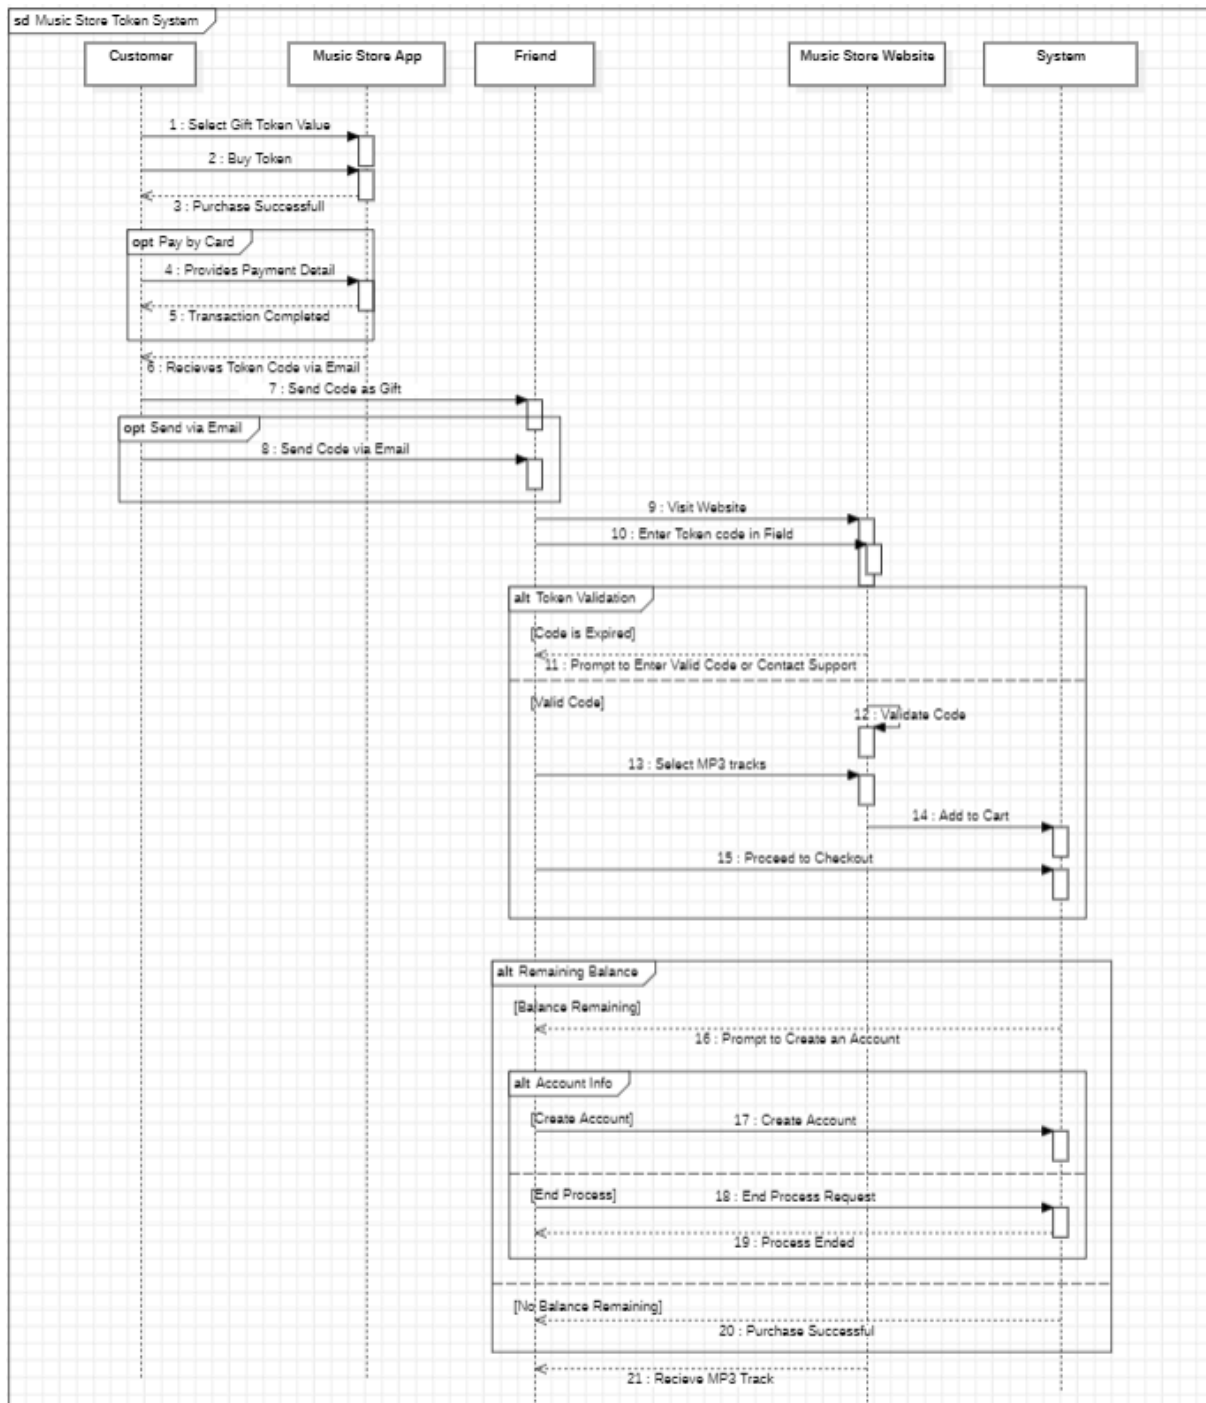 sd Music Store Token System
Customer
Music Store App
Friend
Music Store Website
System
1 : Select Gift Token Value
2 : Buy Token
3 : Purchase Successfull
opt Pay by Card
4 : Provides Payment Detail
5 : Transaction Completed
6 : Recieves Token Code via Email
7 : Send Code as Gift
opt Send via Email
8 : Send Code via Email
9 : Visit Website
10 : Enter Token code in Field
alt Token Validation
[Code is Expired]
11 : Prompt to Enter Valid Code or Contact Support
[Valid Code]
12 : Validate Code
13 : Select MP3 tracks
14 : Add to Cart
15 : Proceed to Checkout
alt Remaining Balance
[Balance Remaining]
16 : Prompt to Create an Account
alt Account Info
[Create Account]
17 : Create Account
[End Process]
18 : End Process Request
19 : Process Ended
[No Balance Remaining]
20 : Purchase Successful
21 : Recieve MP3 Track